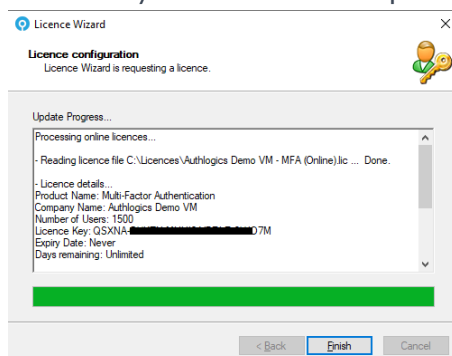 Licence Wizard
Licence configuration
Licence Wizard is requesting a licence.
Update Progress...
Processing online licences...
- Reading licence file C:\Licences\Authlogics Demo VM - MFA (Online).lic ... Done.
- Licence details...
Product Name: Multi-Factor Authentication
Company Name: Authlogics Demo VM
Number of Users: 1500
Licence Key: QSXNA- D7M
Expiry Date: Never
Days remaining: Unlimited
< Back Finish Cancel